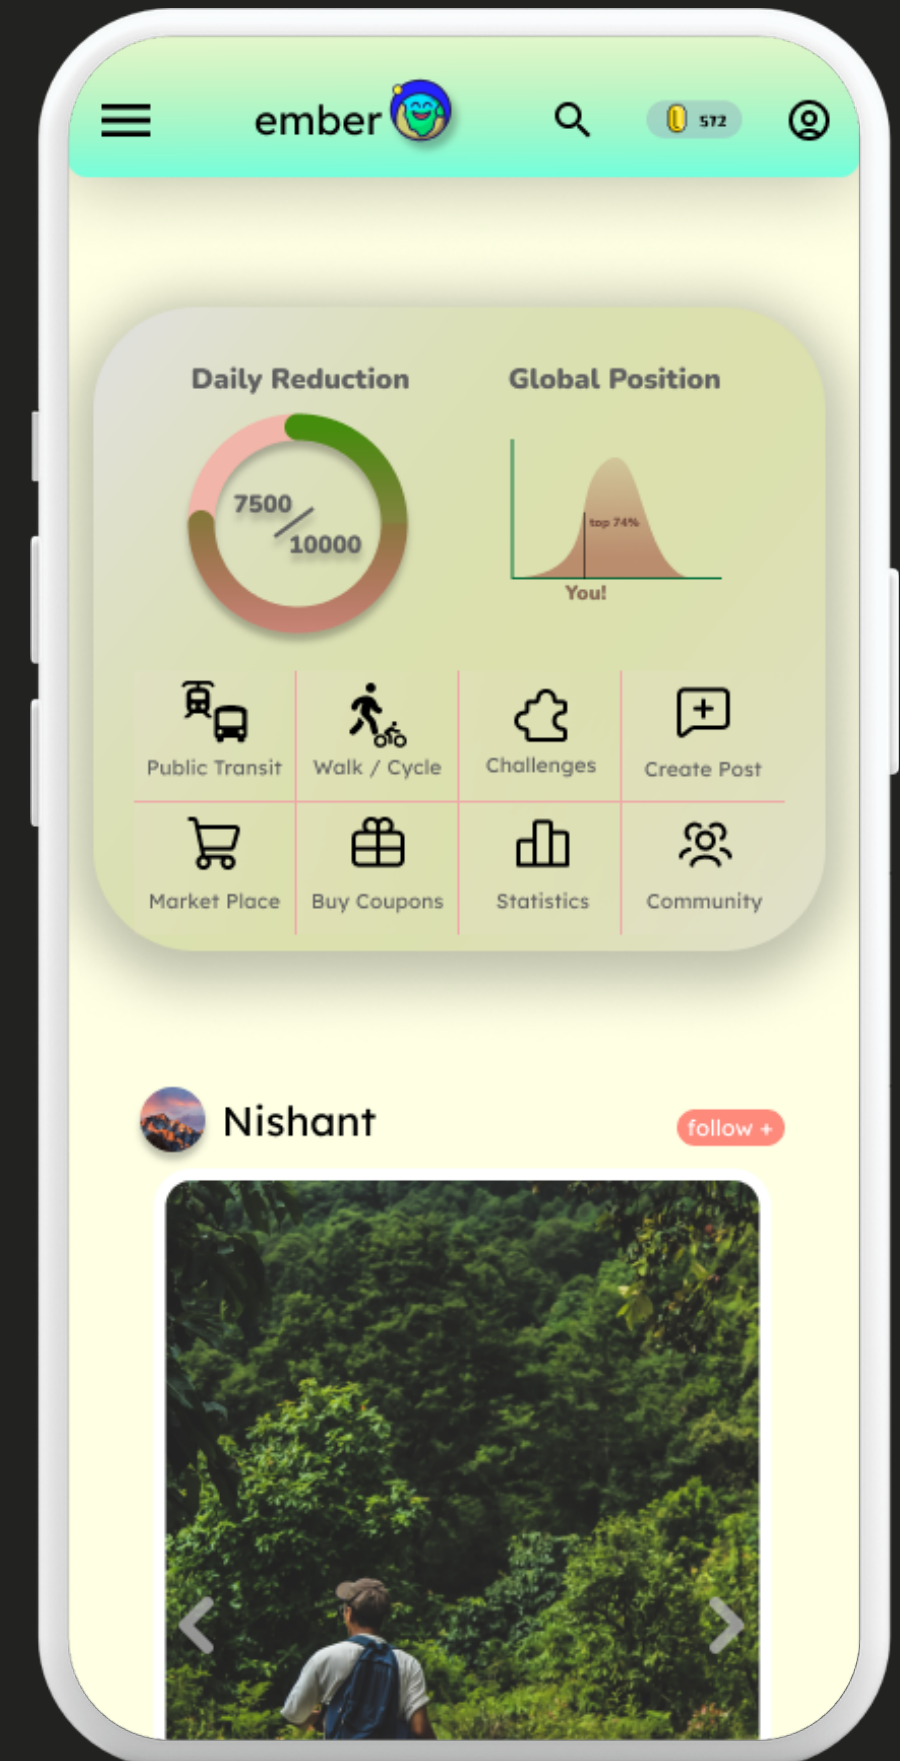 ember
572
Daily Reduction
Global Position
7500
10000
top 74%
You!
Public Transit
Walk / Cycle
Challenges
Create Post
Market Place
Buy Coupons
Statistics
Community
Nishant
follow +